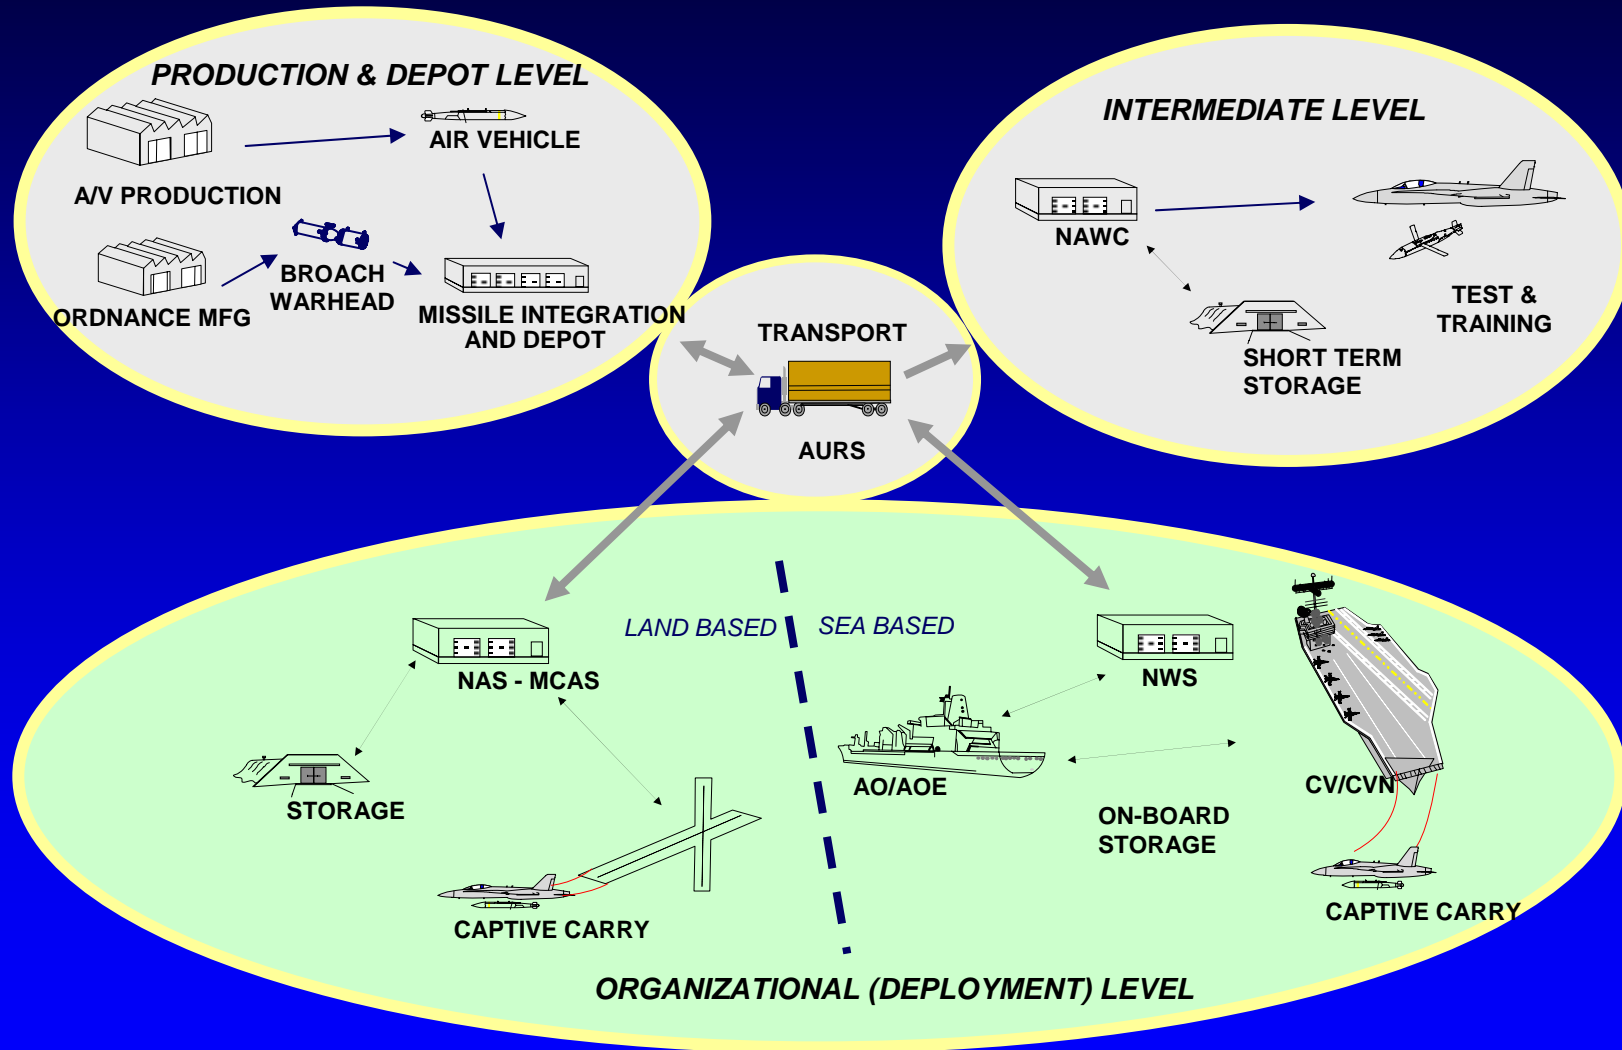 PRODUCTION & DEPOT LEVEL
AIR VEHICLE
A/V PRODUCTION
BROACH
WARHEAD
ORDNANCE MFG
MISSILE INTEGRATION
AND DEPOT
TRANSPORT
AURS
INTERMEDIATE LEVEL
NAWC
TEST &
TRAINING
SHORT TERM
STORAGE
LAND BASED
SEA BASED
NAS - MCAS
STORAGE
CAPTIVE CARRY
NWS
AO/AOE
CV/CVN
ON-BOARD
STORAGE
CAPTIVE CARRY
ORGANIZATIONAL (DEPLOYMENT) LEVEL